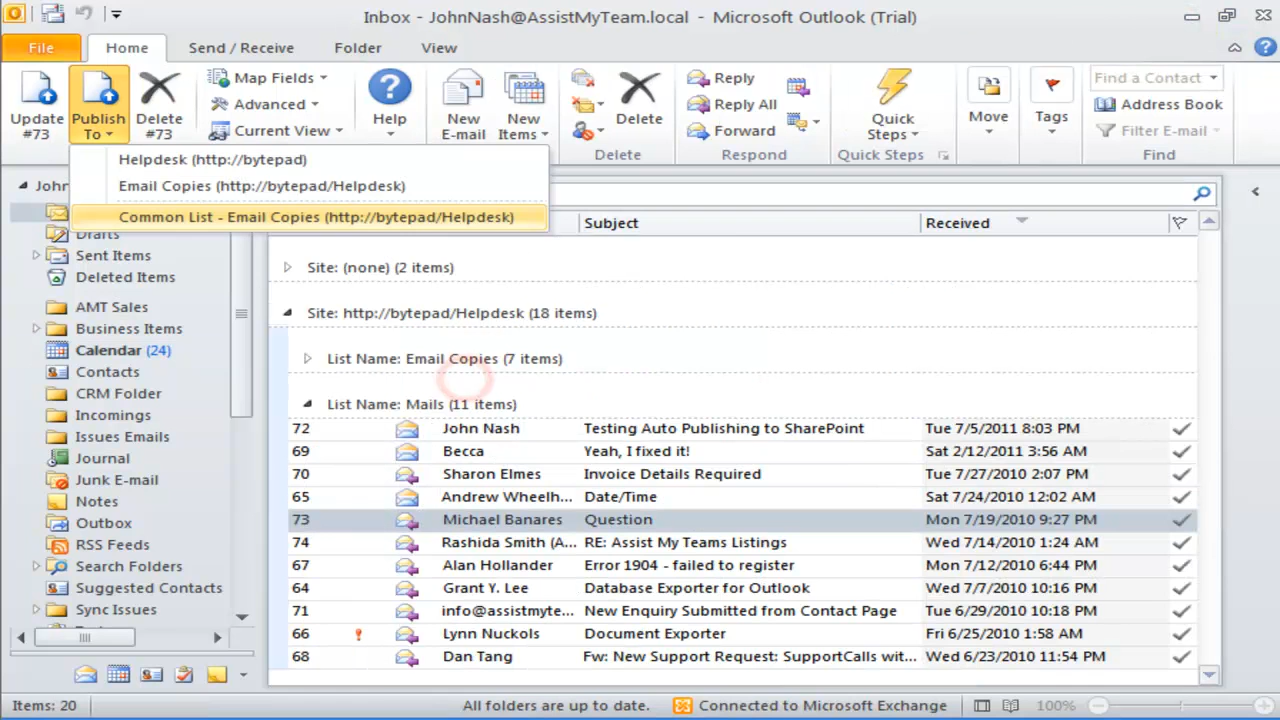 Inbox - JohnNash@AssistMyTeam.local - Microsoft Outlook (Trial)
File Home Send / Receive Folder View
Update #73
Publish To
Delete #73
Map Fields
Advanced
Current View
Help
New E-mail
New Items
Delete
Delete
Reply
Reply All
Forward
Respond
Quick Steps
Quick Steps
Move
Tags
Find a Contact
Address Book
Filter E-mail
Find
Helpdesk (http://bytepad)
Email Copies (http://bytepad/Helpdesk)
Common List - Email Copies (http://bytepad/Helpdesk)
John
Drafts
Sent Items
Deleted Items
AMT Sales
Business Items
Calendar (24)
Contacts
CRM Folder
Incomings
Issues Emails
Journal
Junk E-mail
Notes
Outbox
RSS Feeds
Search Folders
Suggested Contacts
Sync Issues
Subject Received
Site: (none) (2 items)
Site: http://bytepad/Helpdesk (18 items)
List Name: Email Copies (7 items)
List Name: Mails (11 items)
72 John Nash Testing Auto Publishing to SharePoint Tue 7/5/2011 8:03 PM
69 Becca Yeah, I fixed it! Sat 2/12/2011 3:56 AM
70 Sharon Elmes Invoice Details Required Tue 7/27/2010 2:07 PM
65 Andrew Wheelh... Date/Time Sat 7/24/2010 12:02 AM
73 Michael Banares Question Mon 7/19/2010 9:27 PM
74 Rashida Smith (A... RE: Assist My Teams Listings Wed 7/14/2010 1:24 AM
67 Alan Hollander Error 1904 - failed to register Mon 7/12/2010 6:44 PM
64 Grant Y. Lee Database Exporter for Outlook Wed 7/7/2010 10:16 PM
71 info@assistmyte... New Enquiry Submitted from Contact Page Tue 6/29/2010 10:18 PM
66 Lynn Nuckols Document Exporter Fri 6/25/2010 1:58 AM
68 Dan Tang Fw: New Support Request: SupportCalls wit... Wed 6/23/2010 11:54 PM
Items: 20 All folders are up to date. Connected to Microsoft Exchange 100%